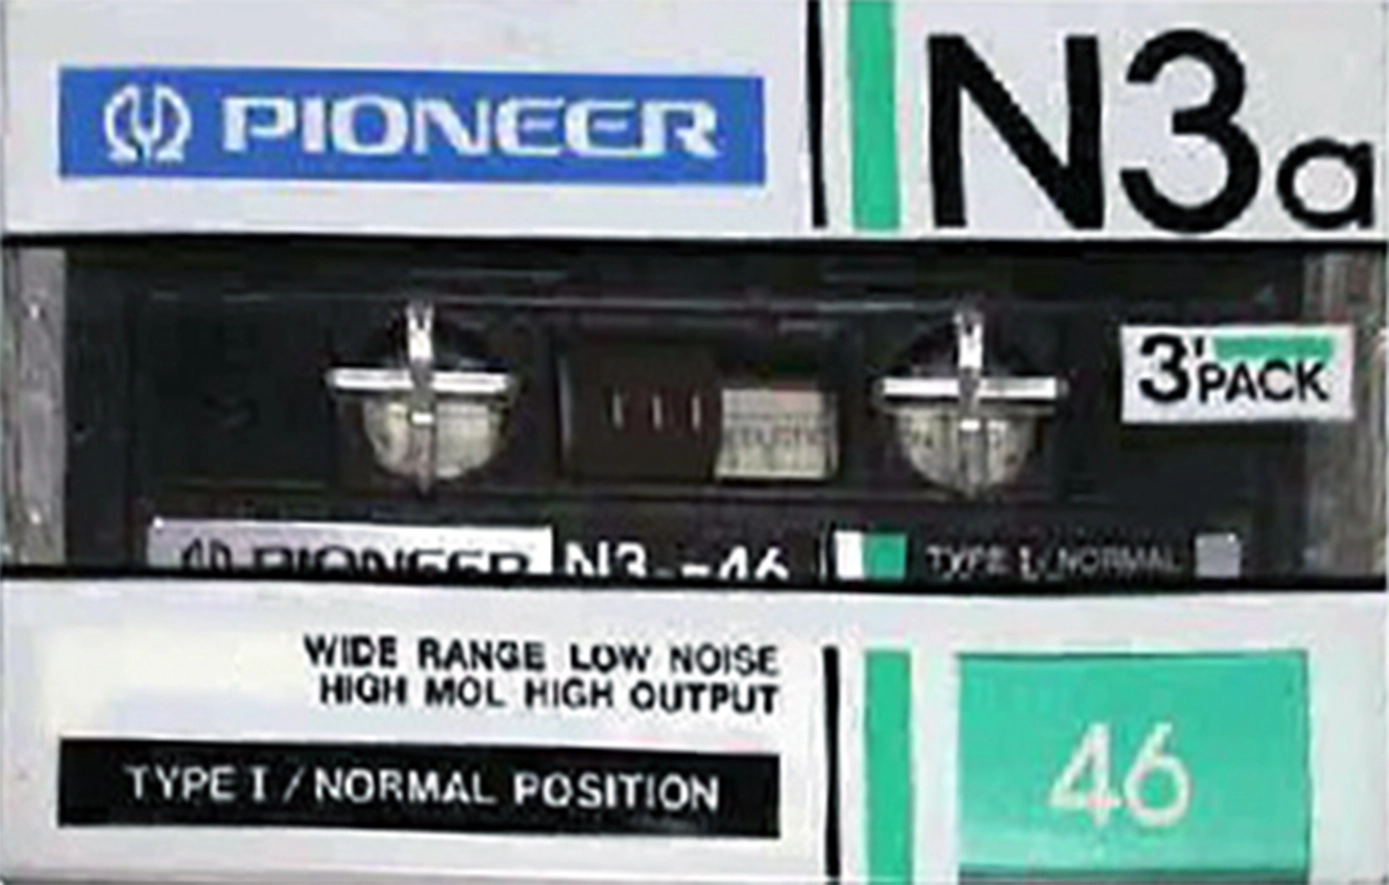 PIONEER
N3a
3'PACK
PIONEER N3 -46 TYPE I/NORMAL
WIDE RANGE LOW NOISE
HIGH MOL HIGH OUTPUT
TYPE I / NORMAL POSITION
46